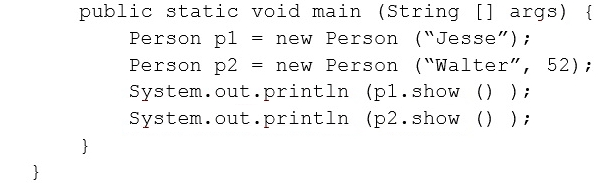 public static void main (String [] args) {
Person p1 = new Person (“Jesse”);
Person p2 = new Person (“Walter”, 52);
System.out.println (p1.show () );
System.out.println (p2.show () );
}
}